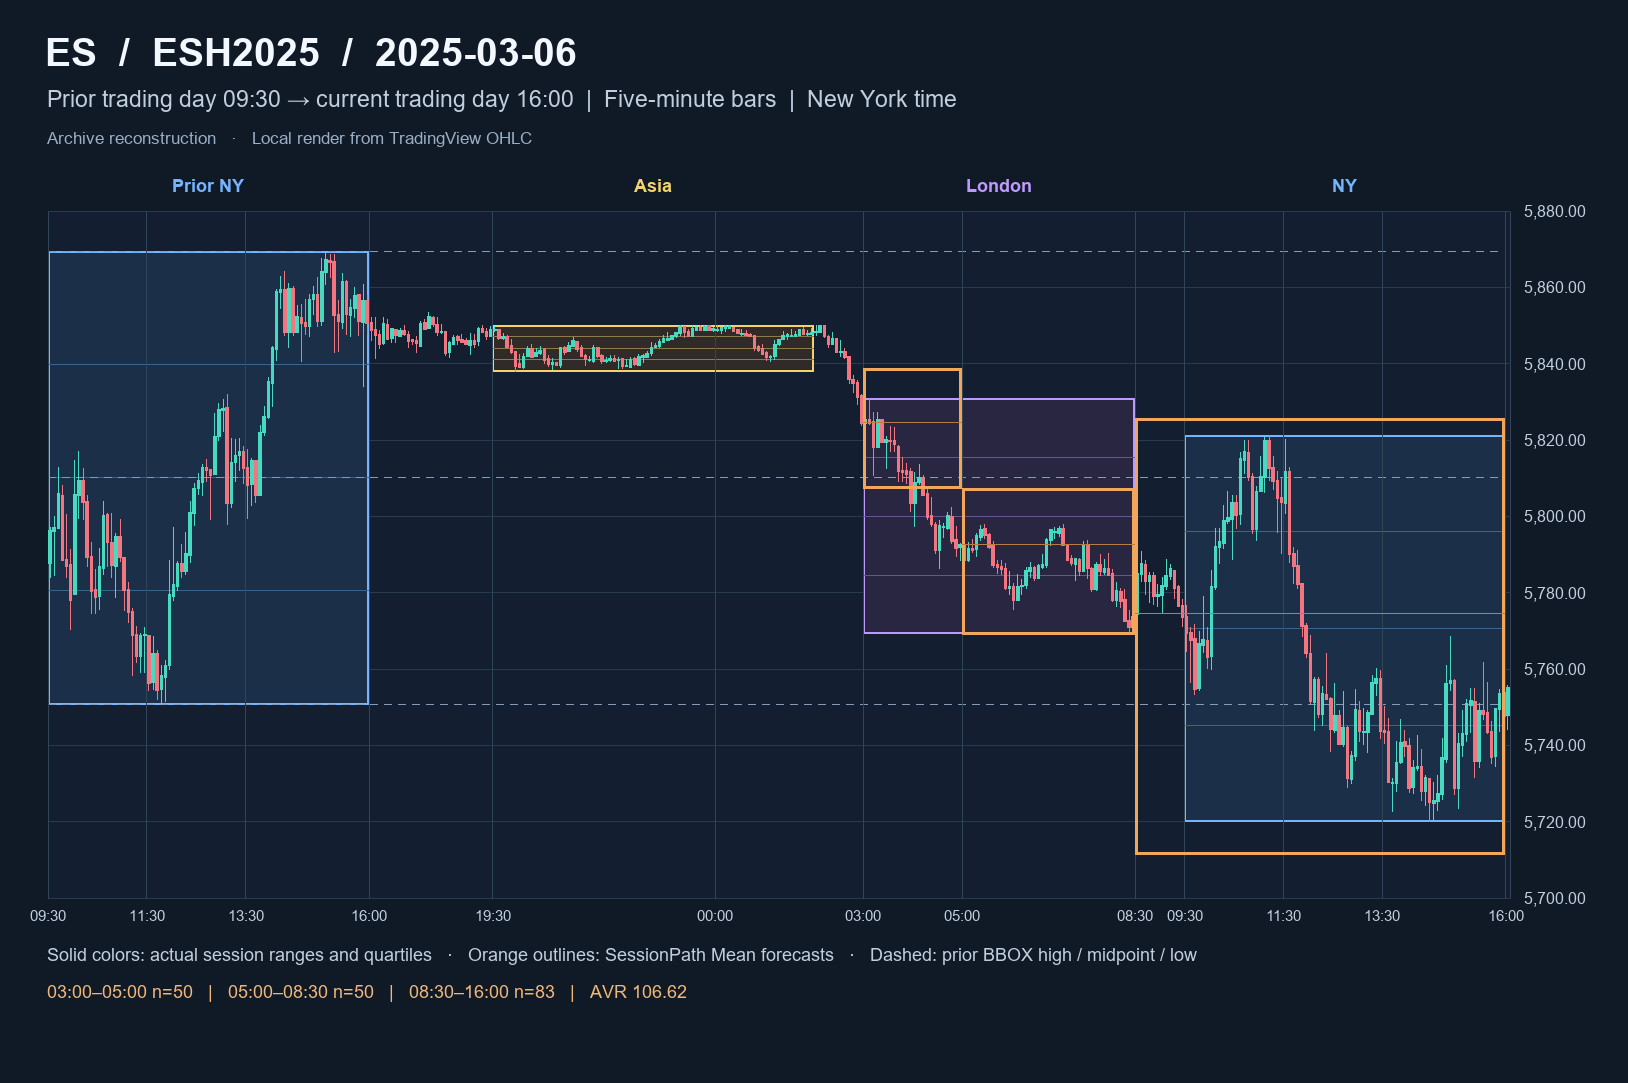 ES / ESH2025 / 2025-03-06
Prior trading day 09:30 → current trading day 16:00 | Five-minute bars | New York time
Archive reconstruction · Local render from TradingView OHLC
Prior NY Asia London NY
5,880.00
5,860.00
5,840.00
5,820.00
5,800.00
5,780.00
5,760.00
5,740.00
5,720.00
5,700.00
09:30 11:30 13:30 16:00 19:30 00:00 03:00 05:00 08:30 09:30 11:30 13:30 16:00
Solid colors: actual session ranges and quartiles · Orange outlines: SessionPath Mean forecasts · Dashed: prior BBOX high / midpoint / low
03:00–05:00 n=50 | 05:00–08:30 n=50 | 08:30–16:00 n=83 | AVR 106.62